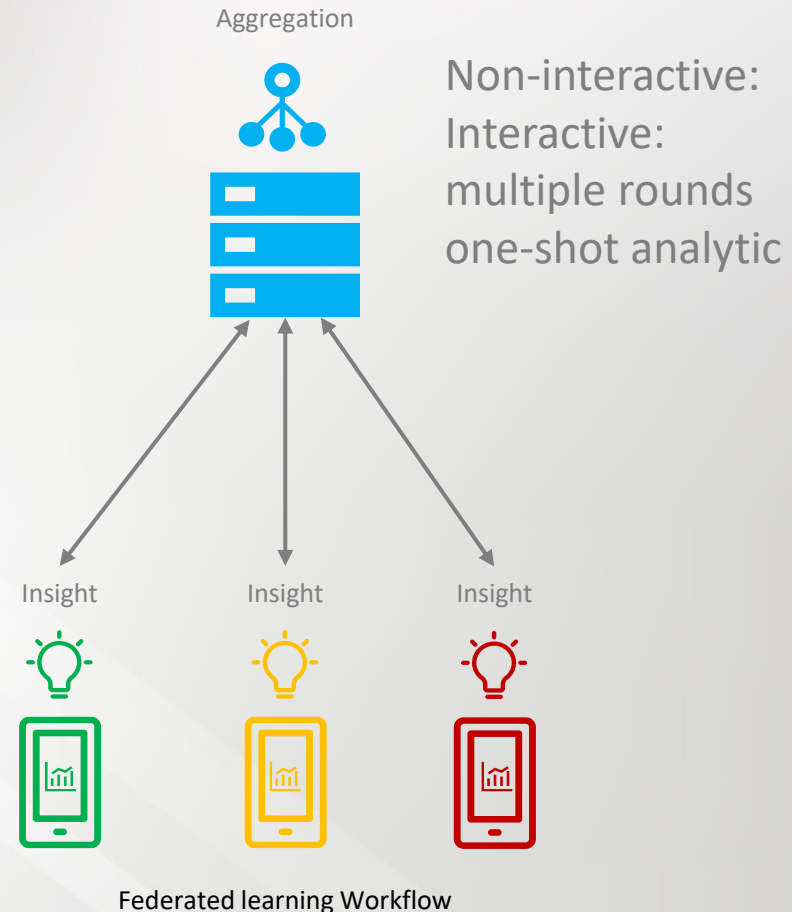 Aggregation
Non-interactive:
Interactive:
multiple rounds
one-shot analytic
Insight
Insight
Insight
Federated learning Workflow